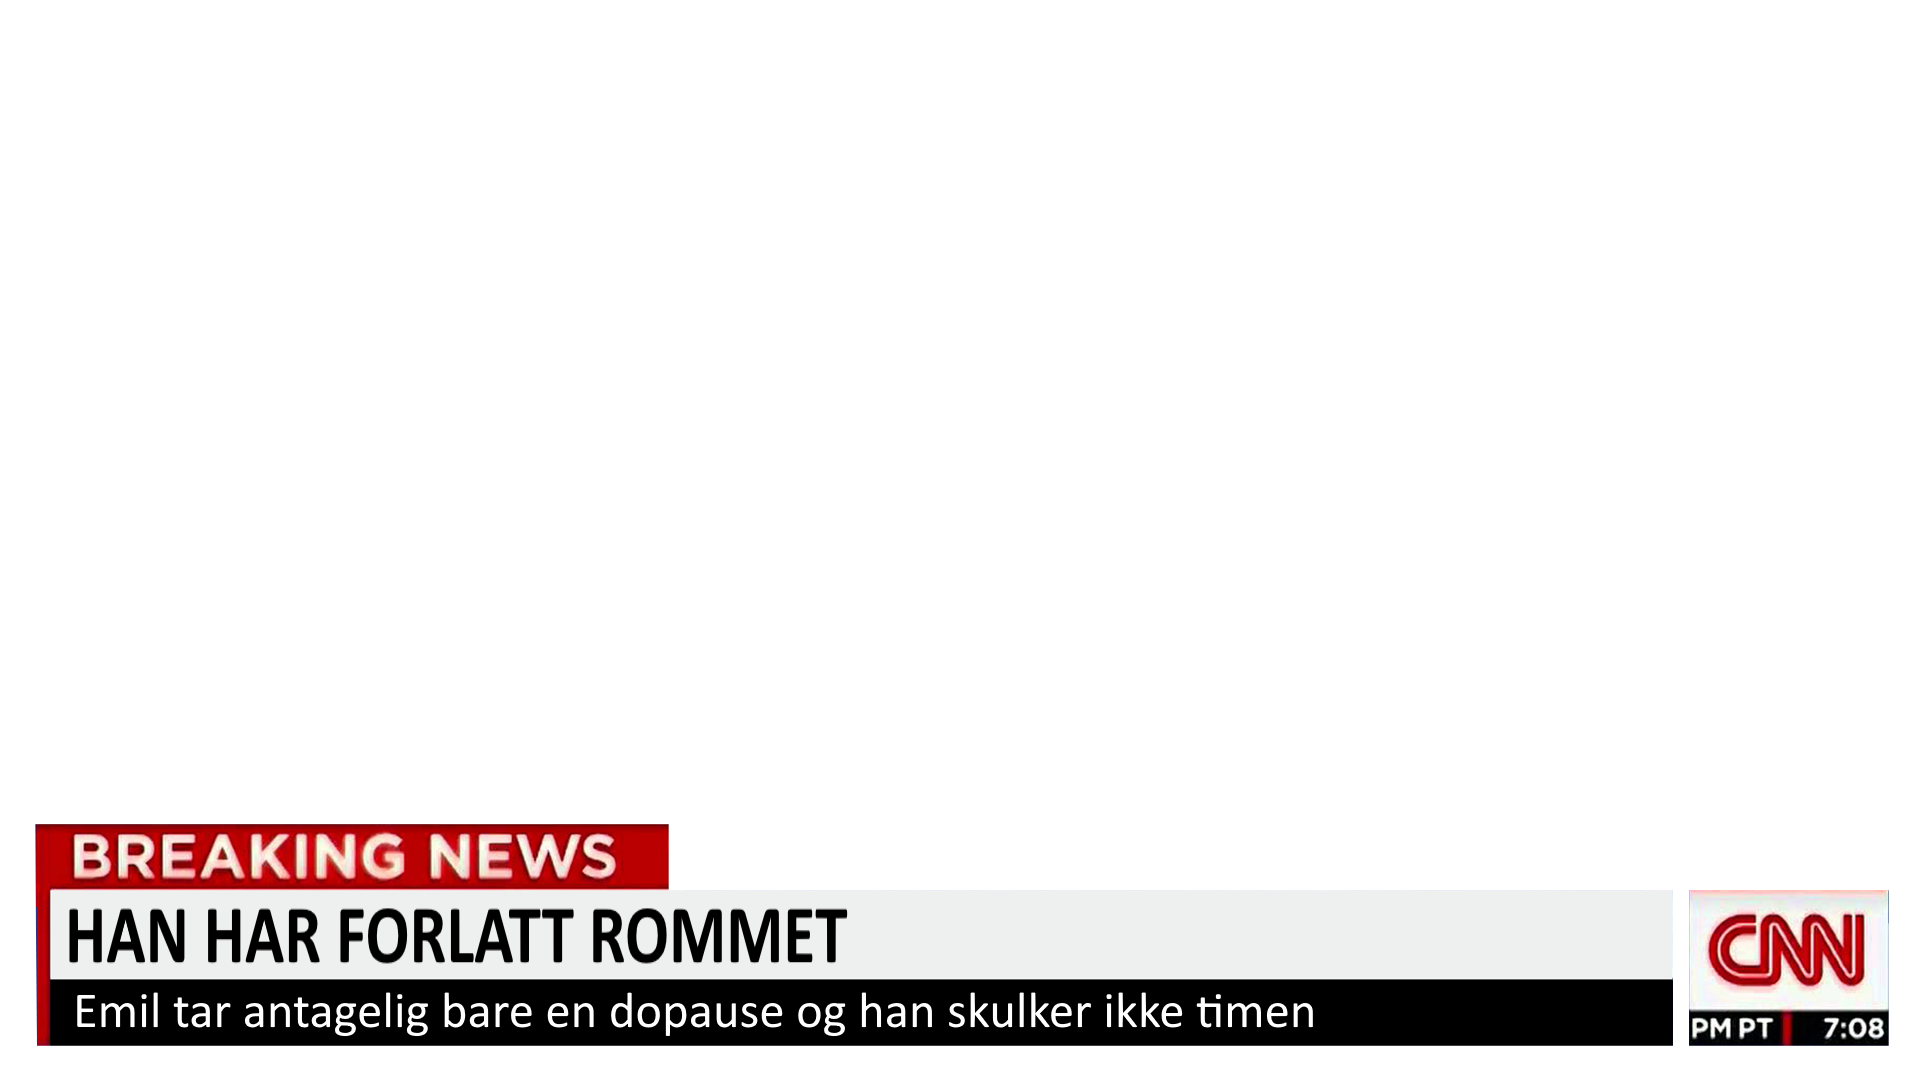 BREAKING NEWS
HAN HAR FORLATT ROMMET
Emil tar antagelig bare en dopause og han skulker ikke timen
CNN
PM PT 7:08